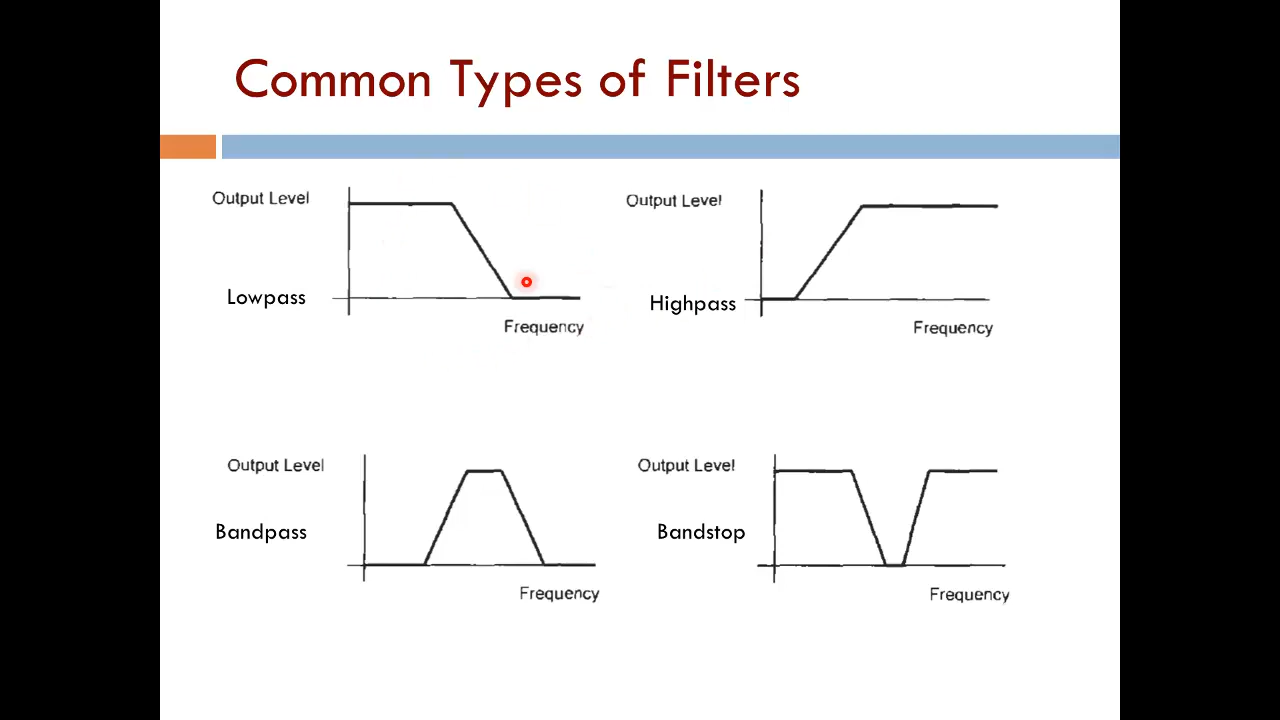 Common Types of Filters
Output Level
Lowpass
Frequency
Output Level
Highpass
Frequency
Output Level
Bandpass
Frequency
Output Level
Bandstop
Frequency